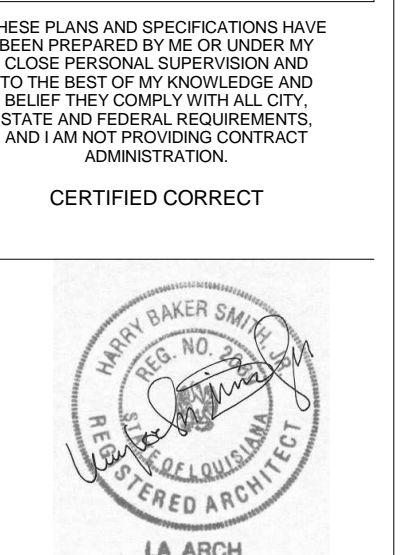 HESE PLANS AND SPECIFICATIONS HAVE
BEEN PREPARED BY ME OR UNDER MY
CLOSE PERSONAL SUPERVISION AND
TO THE BEST OF MY KNOWLEDGE AND
BELIEF THEY COMPLY WITH ALL CITY,
STATE AND FEDERAL REQUIREMENTS,
AND I AM NOT PROVIDING CONTRACT
ADMINISTRATION.
CERTIFIED CORRECT
HARRY BAKER SMITH, JR.
REG. NO.
STATE OF LOUISIANA
REGISTERED ARCHITECT
LA ARCH